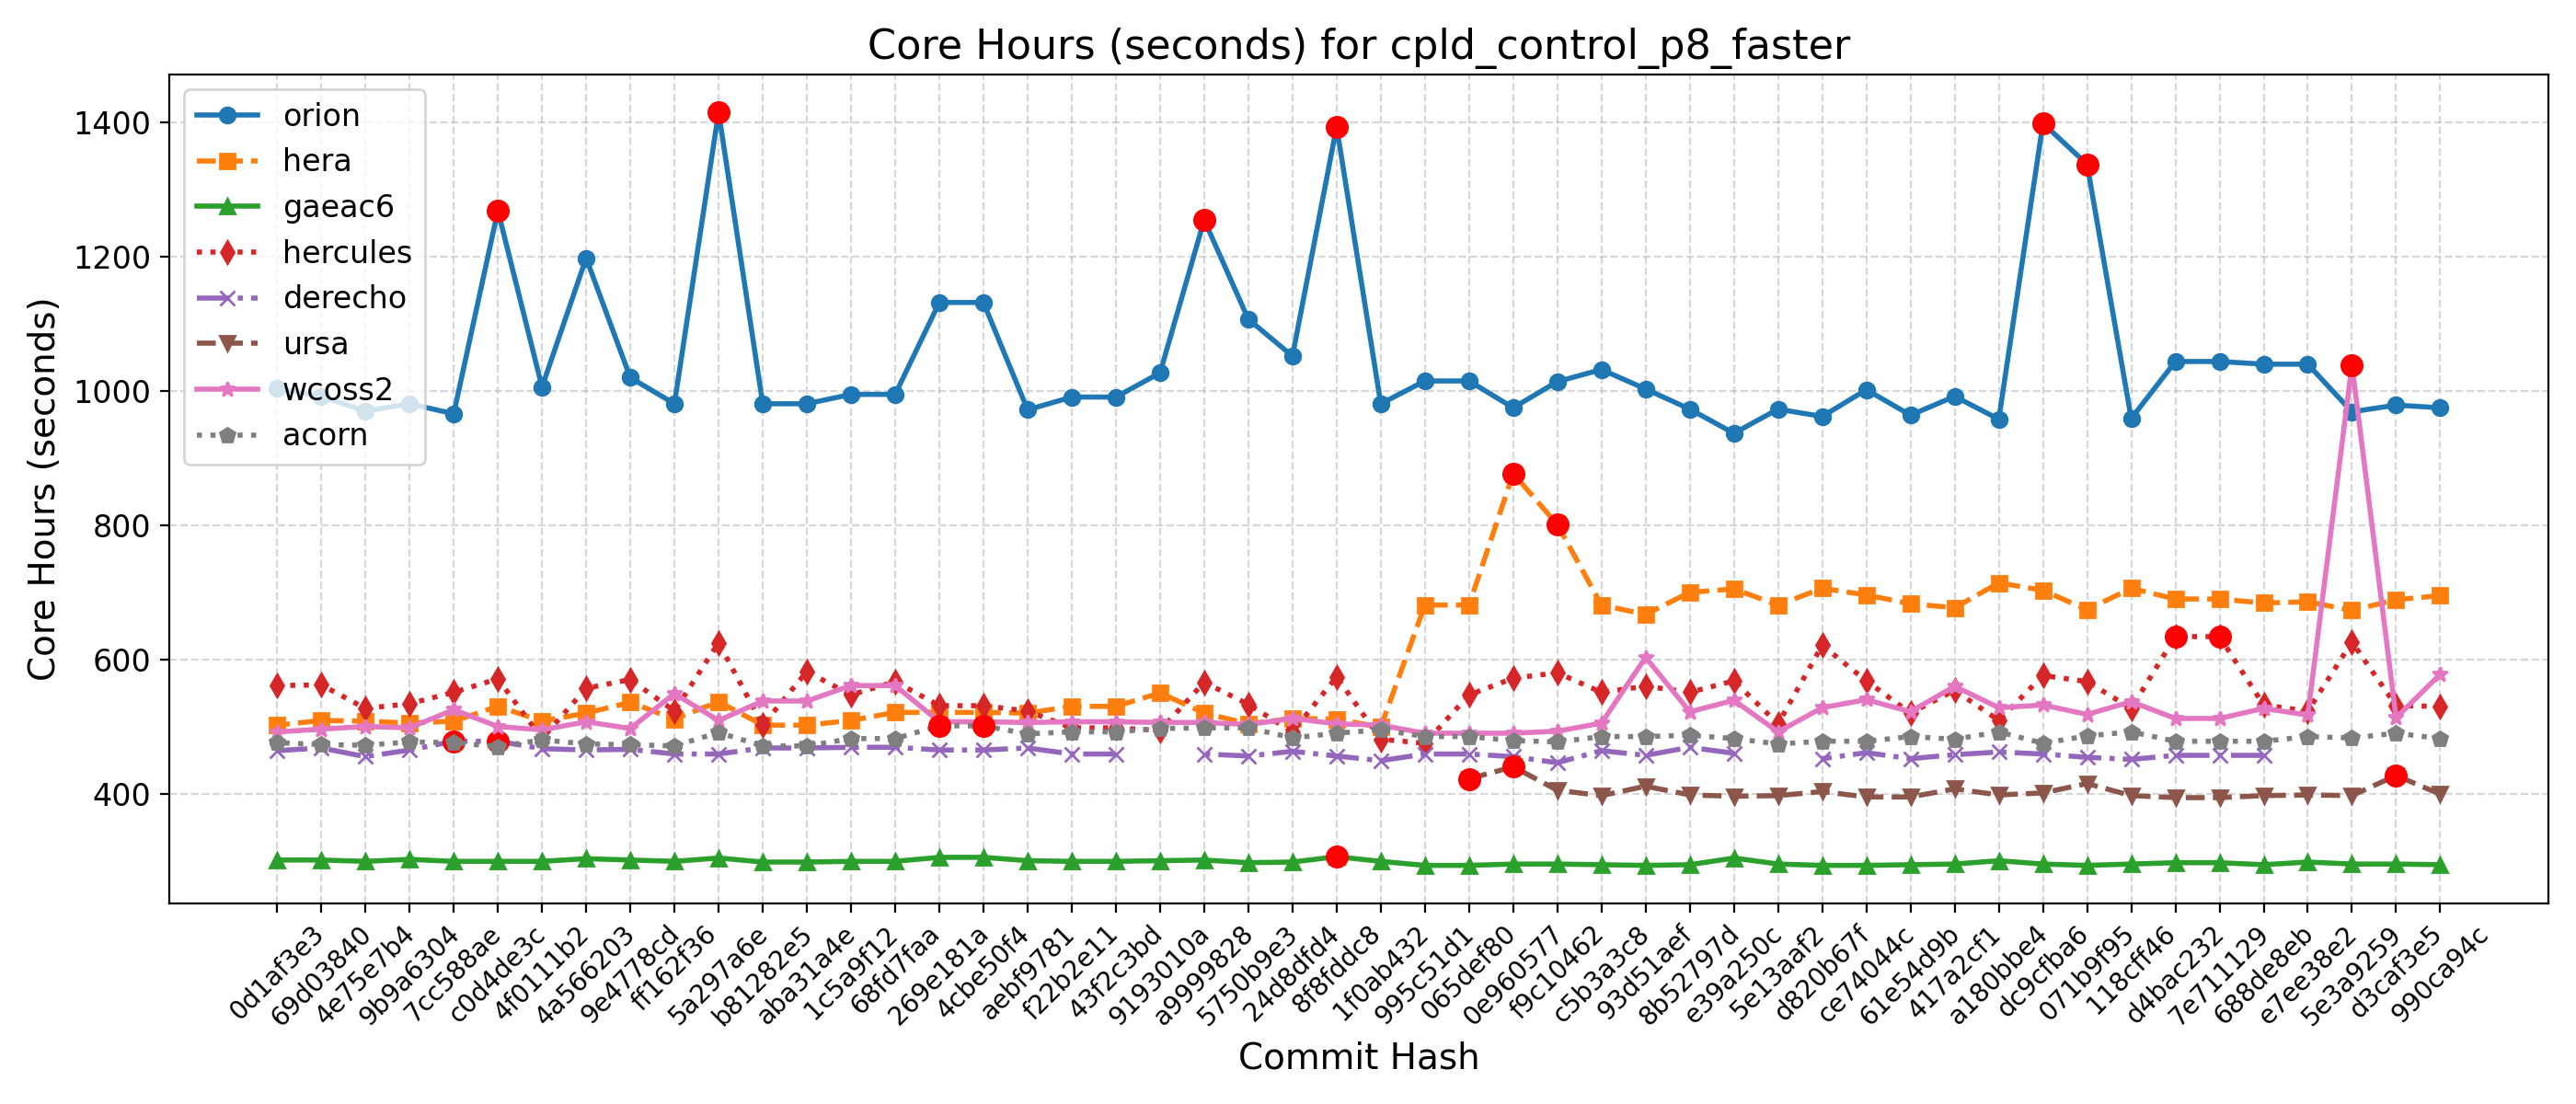 Core Hours (seconds) for cpld_control_p8_faster
Core Hours (seconds)
1400
1200
1000
800
600
400
orion
hera
gaeac6
hercules
derecho
ursa
wcoss2
acorn
0d1af3e3
69d03840
4e75e7b4
9b9a6304
7cc588ae
c0d4de3c
4f0111b2
4a566203
9e4778cd
ff162f36
5a297a6e
b81282e5
aba31a4e
1c5a9f12
68fd7faa
269e181a
4cbe50f4
aebf9781
f22b2e11
43f2c3bd
9193010a
a9999828
5750b9e3
24d8dfd4
8f8fddc8
1f0ab432
995c51d1
065def80
0e960577
f9c10462
c5b3a3c8
93d51aef
8b52797d
e39a250c
5e13aaf2
d820b67f
ce74044c
61e54d9b
417a2cf1
a180bbe4
dc9cfba6
071b9f95
118cff46
d4bac232
7e711129
688de8eb
e7ee38e2
5e3a9259
d3caf3e5
990ca94c
Commit Hash